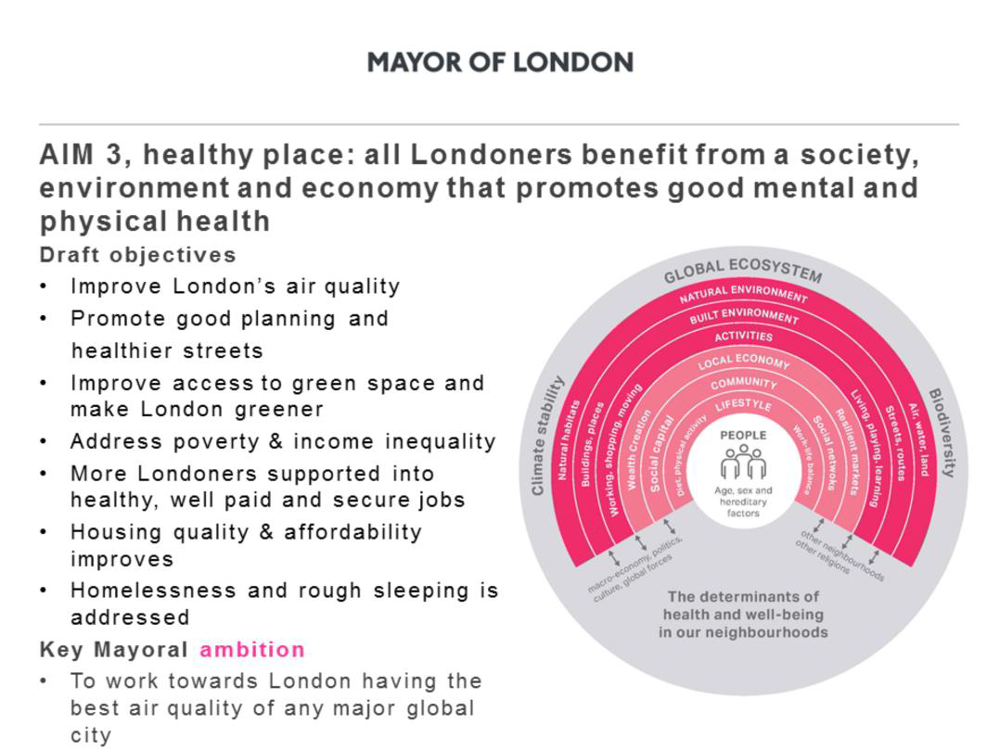 MAYOR OF LONDON
AIM 3, healthy place: all Londoners benefit from a society,
environment and economy that promotes good mental and
physical health
Draft objectives
• Improve London's air quality
• Promote good planning and
healthier streets
• Improve access to green space and
make London greener
• Address poverty & income inequality
• More Londoners supported into
healthy, well paid and secure jobs
• Housing quality & affordability
improves
• Homelessness and rough sleeping is
addressed
Key Mayoral ambition
• To work towards London having the
best air quality of any major global
city
GLOBAL ECOSYSTEM
NATURAL ENVIRONMENT
BUILT ENVIRONMENT
ACTIVITIES
LOCAL ECONOMY
COMMUNITY
LIFESTYLE
Climate stability
Natural habitats
Buildings, places
Working, shopping, moving
Wealth Creation
Social capital
Diet, physical activity
PEOPLE
Age, sex and
hereditary
factors
Work-life balance
Social networks
Resilient markets
Living, playing, learning
Streets, routes
Air, water, land
Biodiversity
macro-economy, politics,
culture, global forces
other neighbourhoods
other religions
The determinants of
health and well-being
in our neighbourhoods